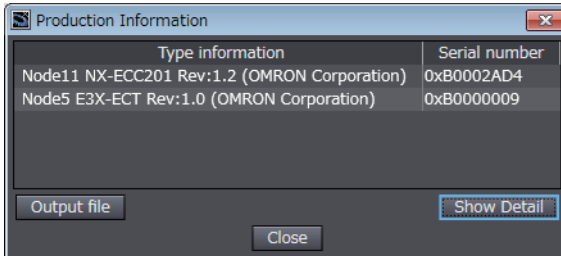 Production Information
Type information Serial number
Node11 NX-ECC201 Rev:1.2 (OMRON Corporation) 0xB0002AD4
Node5 E3X-ECT Rev:1.0 (OMRON Corporation) 0xB0000009
Output file Show Detail
Close